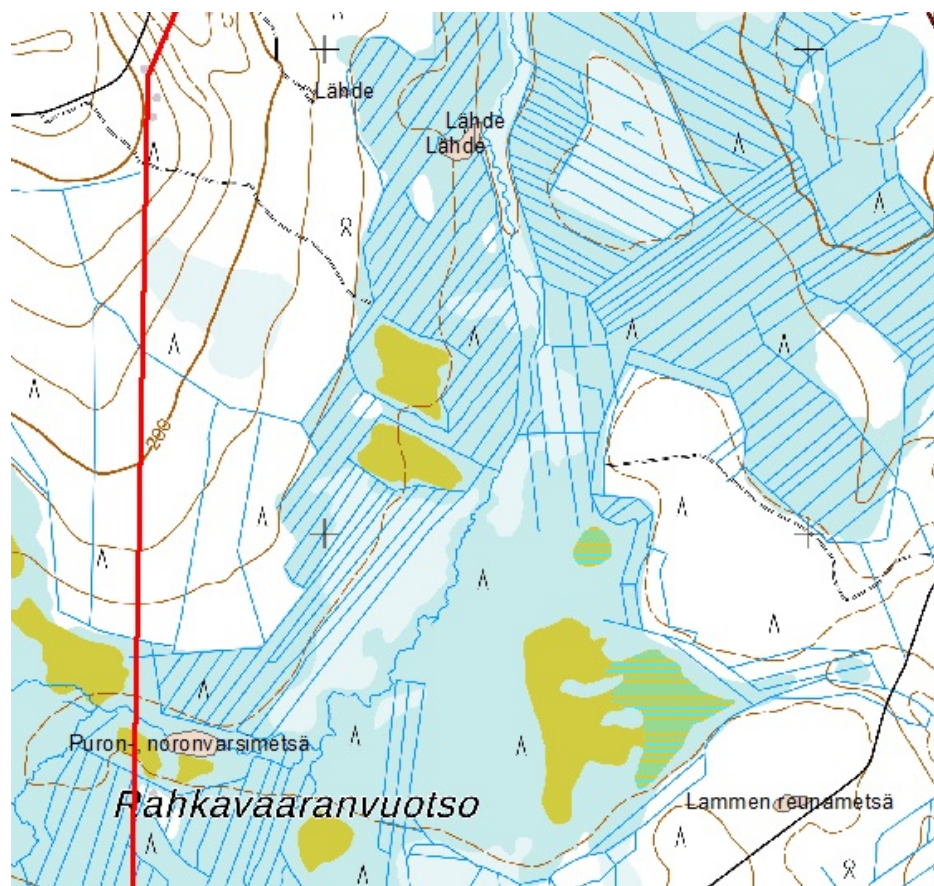 Lähde
Lähde
Lähde
200
Puron-, noronvarsimetsä
Rahkavaaranvuotso
Lammen reunametsä